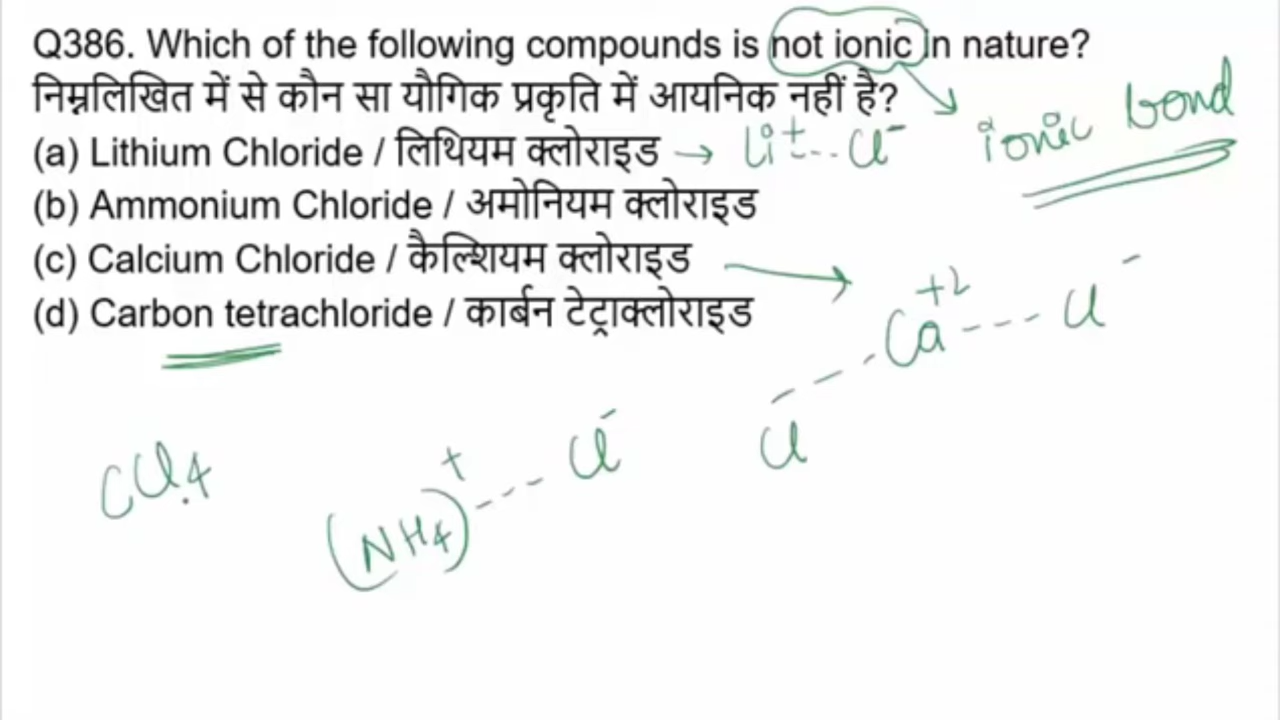 Q386. Which of the following compounds is not ionic in nature?
निम्नलिखित में से कौन सा यौगिक प्रकृति में आयनिक नहीं है?
(a) Lithium Chloride / लिथियम क्लोराइड → Li+---Cl-
ionic bond
(b) Ammonium Chloride / अमोनियम क्लोराइड
(c) Calcium Chloride / कैल्शियम क्लोराइड
(d) Carbon tetrachloride / कार्बन टेट्राक्लोराइड
Cl --- Ca+2 --- Cl-
CCl4
(NH4)+ --- Cl-